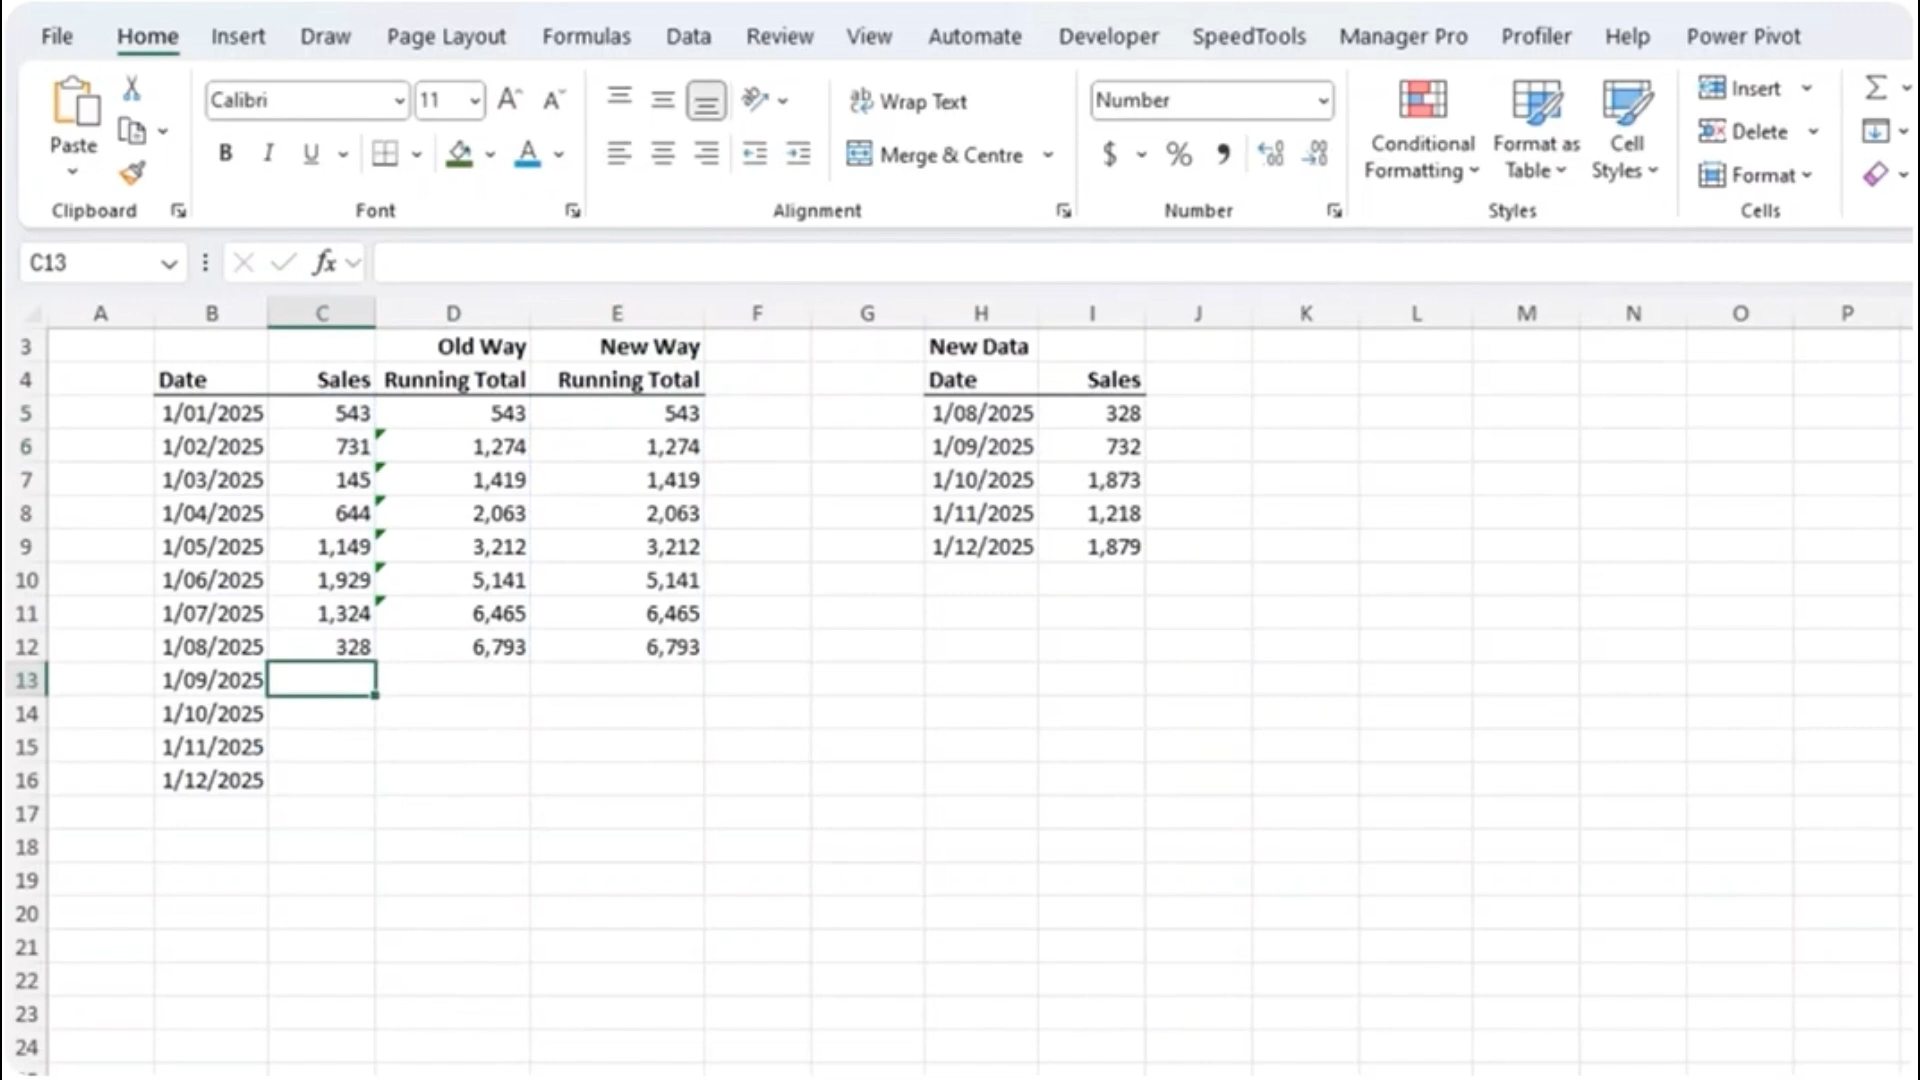 File Home Insert Draw Page Layout Formulas Data Review View Automate Developer SpeedTools Manager Pro Profiler Help Power Pivot
Calibri 11 A A ab Wrap Text Number Insert Σ
Paste B I U A Merge & Centre $ % Conditional Formatting Format as Table Cell Styles Delete
Format
Clipboard Font Alignment Number Styles Cells
C13 fx
A B C D E F G H I J K L M N O P
3 Old Way New Way New Data
4 Date Sales Running Total Running Total Date Sales
5 1/01/2025 543 543 543 1/08/2025 328
6 1/02/2025 731 1,274 1,274 1/09/2025 732
7 1/03/2025 145 1,419 1,419 1/10/2025 1,873
8 1/04/2025 644 2,063 2,063 1/11/2025 1,218
9 1/05/2025 1,149 3,212 3,212 1/12/2025 1,879
10 1/06/2025 1,929 5,141 5,141
11 1/07/2025 1,324 6,465 6,465
12 1/08/2025 328 6,793 6,793
13 1/09/2025
14 1/10/2025
15 1/11/2025
16 1/12/2025
17
18
19
20
21
22
23
24